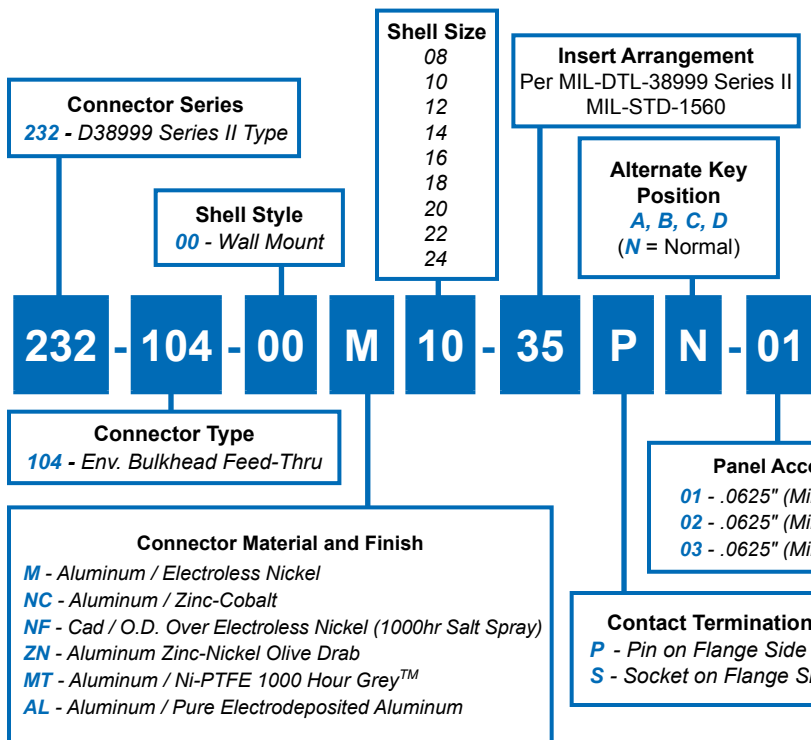 Connector Series
232 - D38999 Series II Type
Shell Style
00 - Wall Mount
Shell Size
08
10
12
14
16
18
20
22
24
Insert Arrangement
Per MIL-DTL-38999 Series II
MIL-STD-1560
Alternate Key
Position
A, B, C, D
(N = Normal)
232 - 104 - 00 M 10 - 35 P N - 01
Connector Type
104 - Env. Bulkhead Feed-Thru
Connector Material and Finish
M - Aluminum / Electroless Nickel
NC - Aluminum / Zinc-Cobalt
NF - Cad / O.D. Over Electroless Nickel (1000hr Salt Spray)
ZN - Aluminum Zinc-Nickel Olive Drab
MT - Aluminum / Ni-PTFE 1000 Hour Grey™
AL - Aluminum / Pure Electrodeposited Aluminum
Panel
01 - .0625"
02 - .0625"
03 - .0625"
Contact Termination
P - Pin on Flange Side
S - Socket on Flange